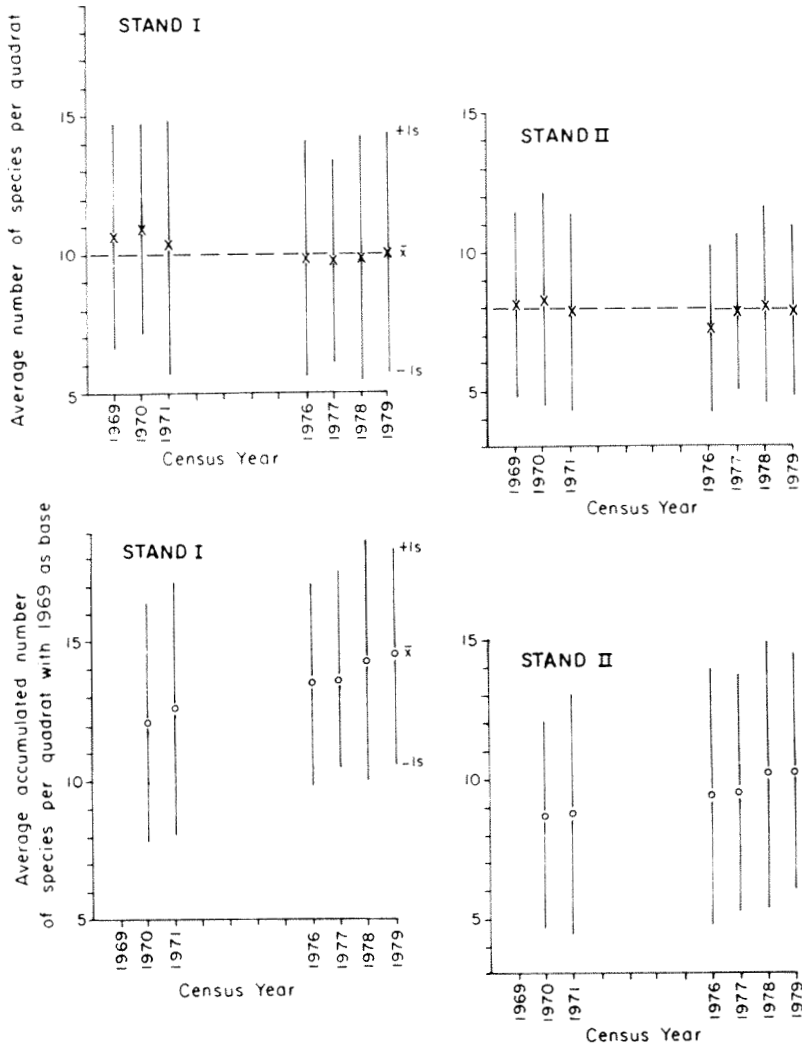 Average number of species per quadrat
STAND I
15
10
5
+1s
x̄
-1s
1969
1970
1971
1976
1977
1978
1979
Census Year
STAND II
15
10
5
1969
1970
1971
1976
1977
1978
1979
Census Year
Average accumulated number
of species per quadrat with 1969 as base
STAND I
15
10
5
+1s
x̄
-1s
1969
1970
1971
1976
1977
1978
1979
Census Year
STAND II
15
10
5
1969
1970
1971
1976
1977
1978
1979
Census Year